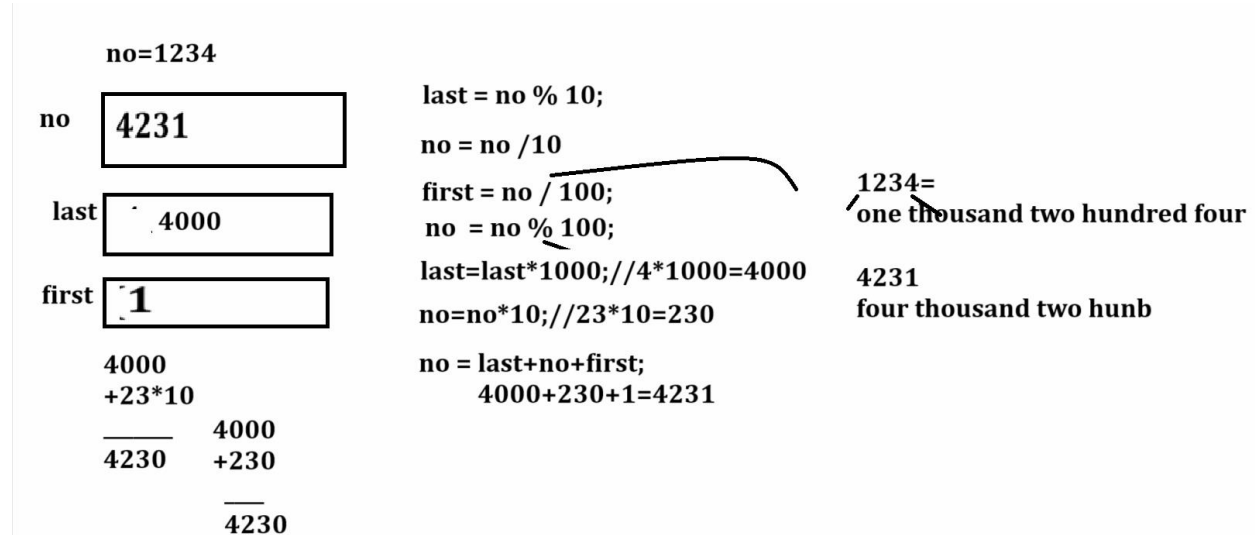 no=1234
no
4231
last
4000
first
1
4000
+23*10
4230
4000
+230
4230
last = no % 10;
no = no /10
first = no / 100;
no = no % 100;
last=last*1000;//4*1000=4000
no=no*10;//23*10=230
no = last+no+first;
4000+230+1=4231
1234=
one thousand two hundred four
4231
four thousand two hunb